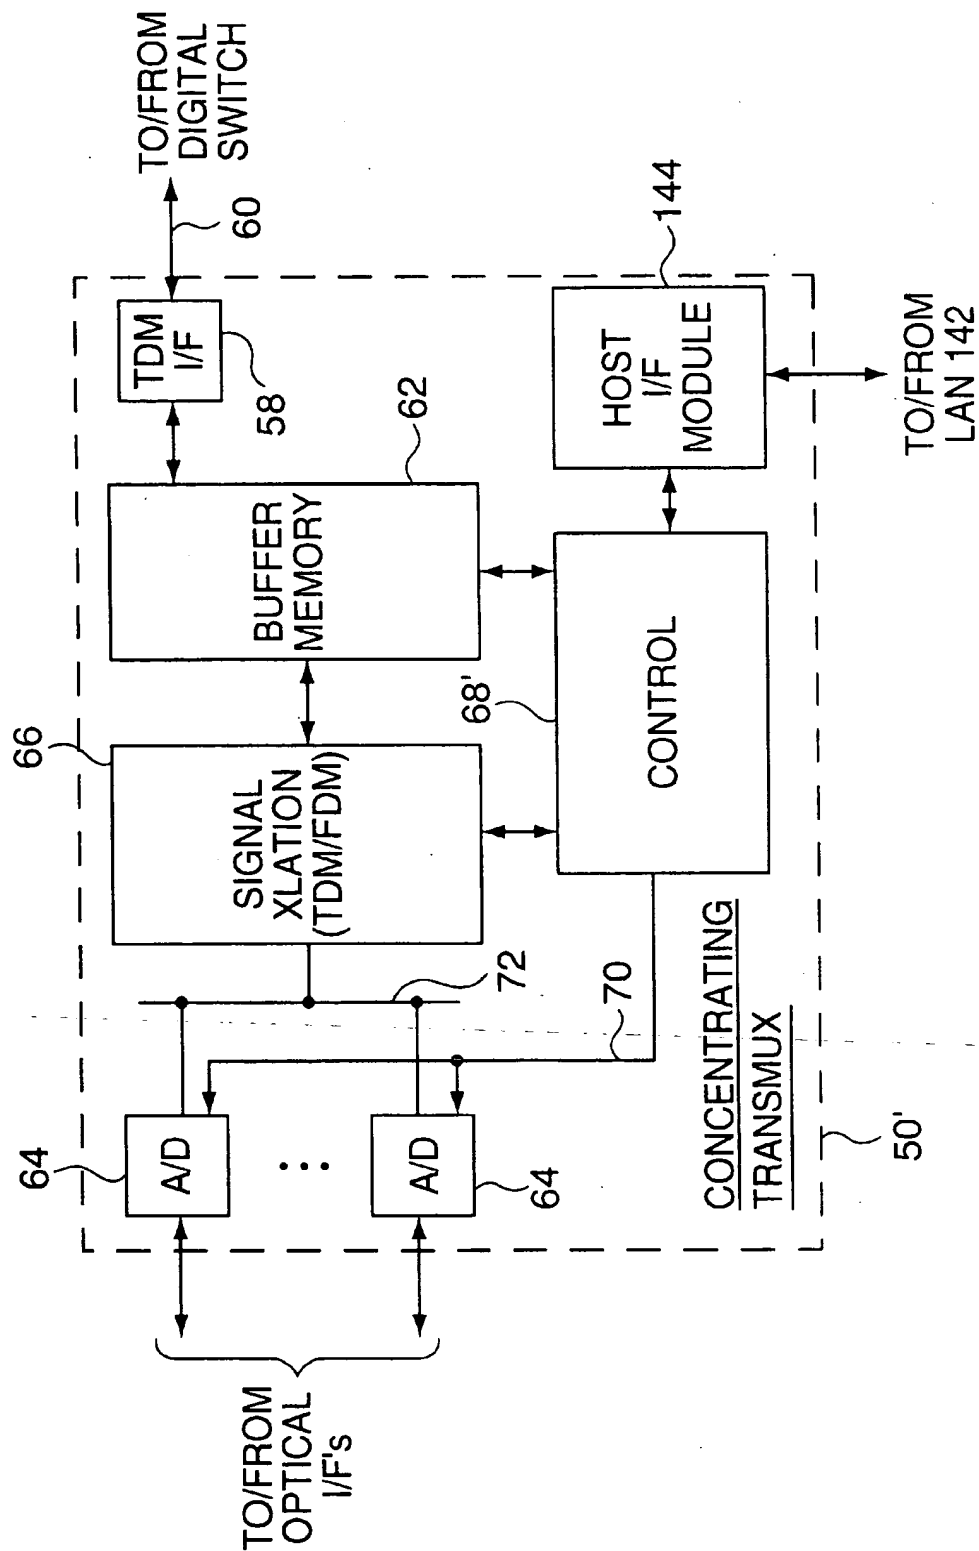 TO/FROM
OPTICAL
I/F's
64
A/D
A/D
64
72
70
66
SIGNAL
XLATION
(TDM/FDM)
BUFFER
MEMORY
62
TDM
I/F
58
60
TO/FROM
DIGITAL
SWITCH
68'
CONTROL
HOST
I/F
MODULE
144
TO/FROM
LAN 142
CONCENTRATING
TRANSMUX
50'